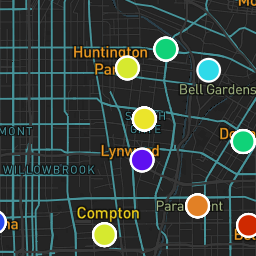 Huntington
Park
Bell Gardens
SOUTH
GATE
MONT
Lynwood
WILLOWBROOK
Paramount
Compton